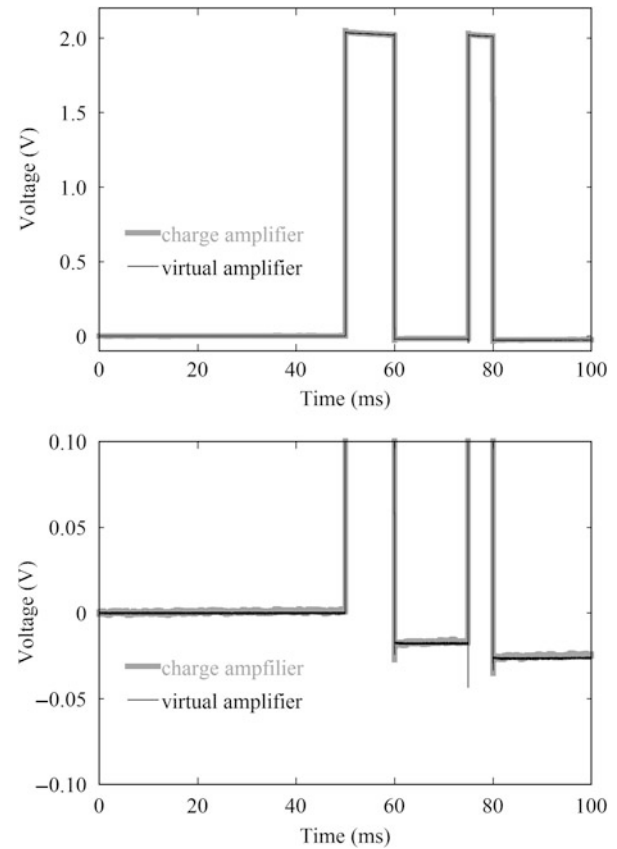 2.0
1.5
1.0
0.5
0
Voltage (V)
charge amplifier
virtual amplifier
0 20 40 60 80 100
Time (ms)
0.10
0.05
0
−0.05
−0.10
Voltage (V)
charge ampfilier
virtual amplifier
0 20 40 60 80 100
Time (ms)